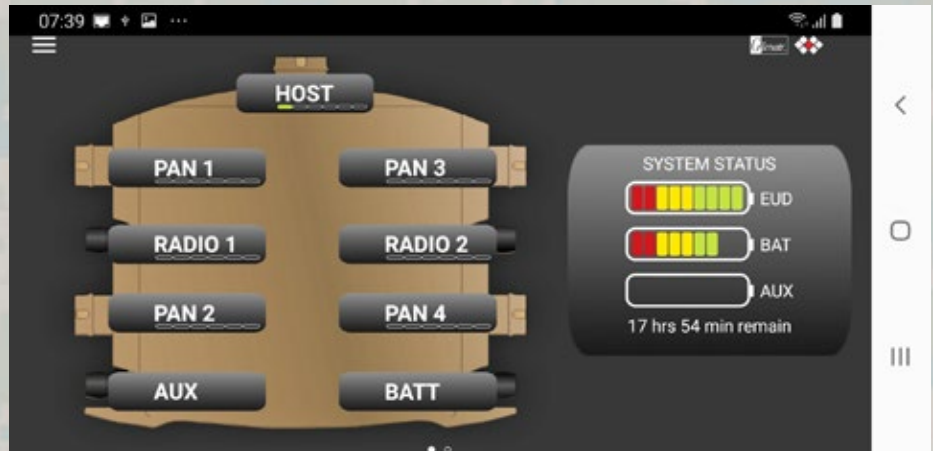 07:39
HOST
PAN 1
PAN 3
RADIO 1
RADIO 2
PAN 2
PAN 4
AUX
BATT
SYSTEM STATUS
EUD
BAT
AUX
17 hrs 54 min remain